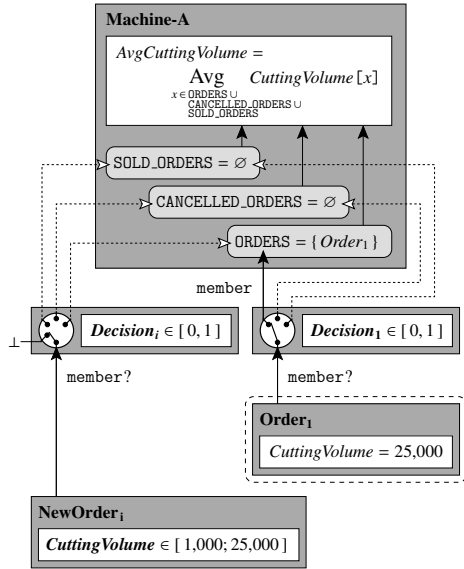 Machine-A
AvgCuttingVolume =
Avg CuttingVolume[x]
x∈ORDERS∪
CANCELLED_ORDERS∪
SOLD_ORDERS
SOLD_ORDERS = ∅
CANCELLED_ORDERS = ∅
ORDERS = {Order₁}
member
Decisionᵢ ∈ [0, 1]
Decision₁ ∈ [0, 1]
⊥
member?
member?
Order₁
CuttingVolume = 25,000
NewOrderᵢ
CuttingVolume ∈ [1,000; 25,000]